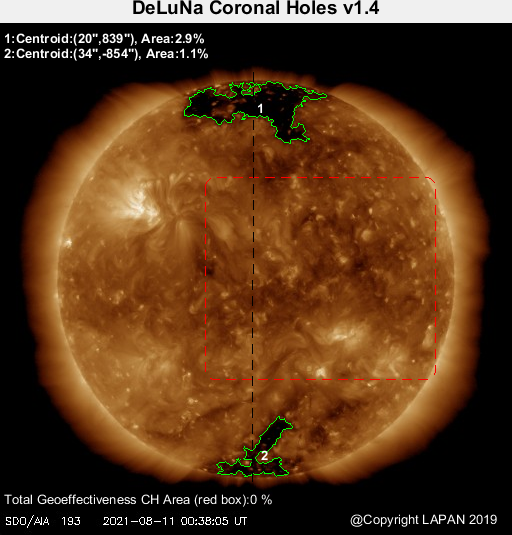 DeLuNa Coronal Holes v1.4
1:Centroid:(20",839"), Area:2.9%
2:Centroid:(34",-854"), Area:1.1%
1
2
Total Geoeffectiveness CH Area (red box):0 %
SDO/AIA 193 2021-08-11 00:38:05 UT
@Copyright LAPAN 2019